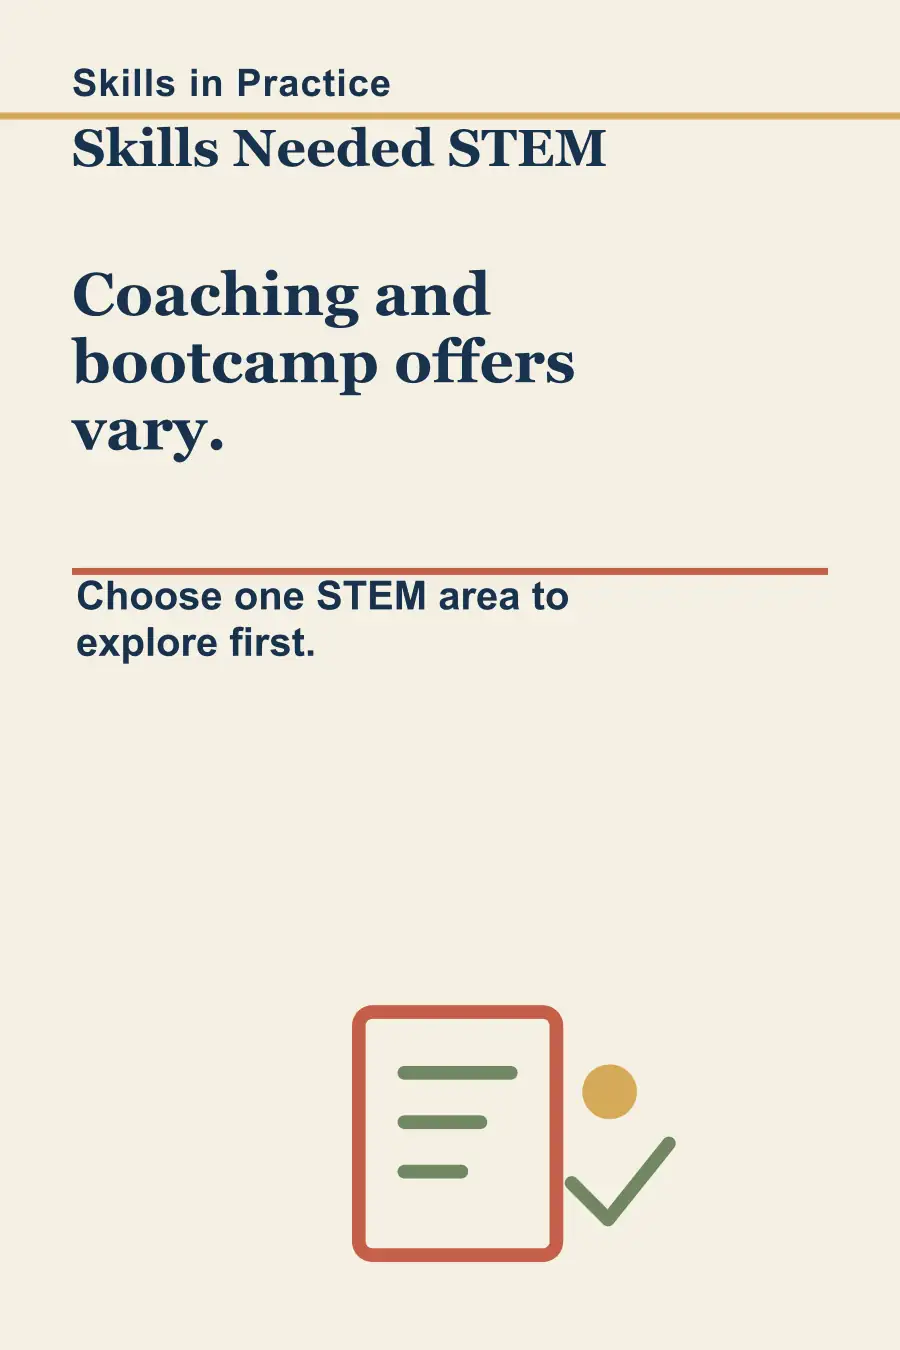 Skills in Practice
Skills Needed STEM
Coaching and
bootcamp offers
vary.
Choose one STEM area to
explore first.